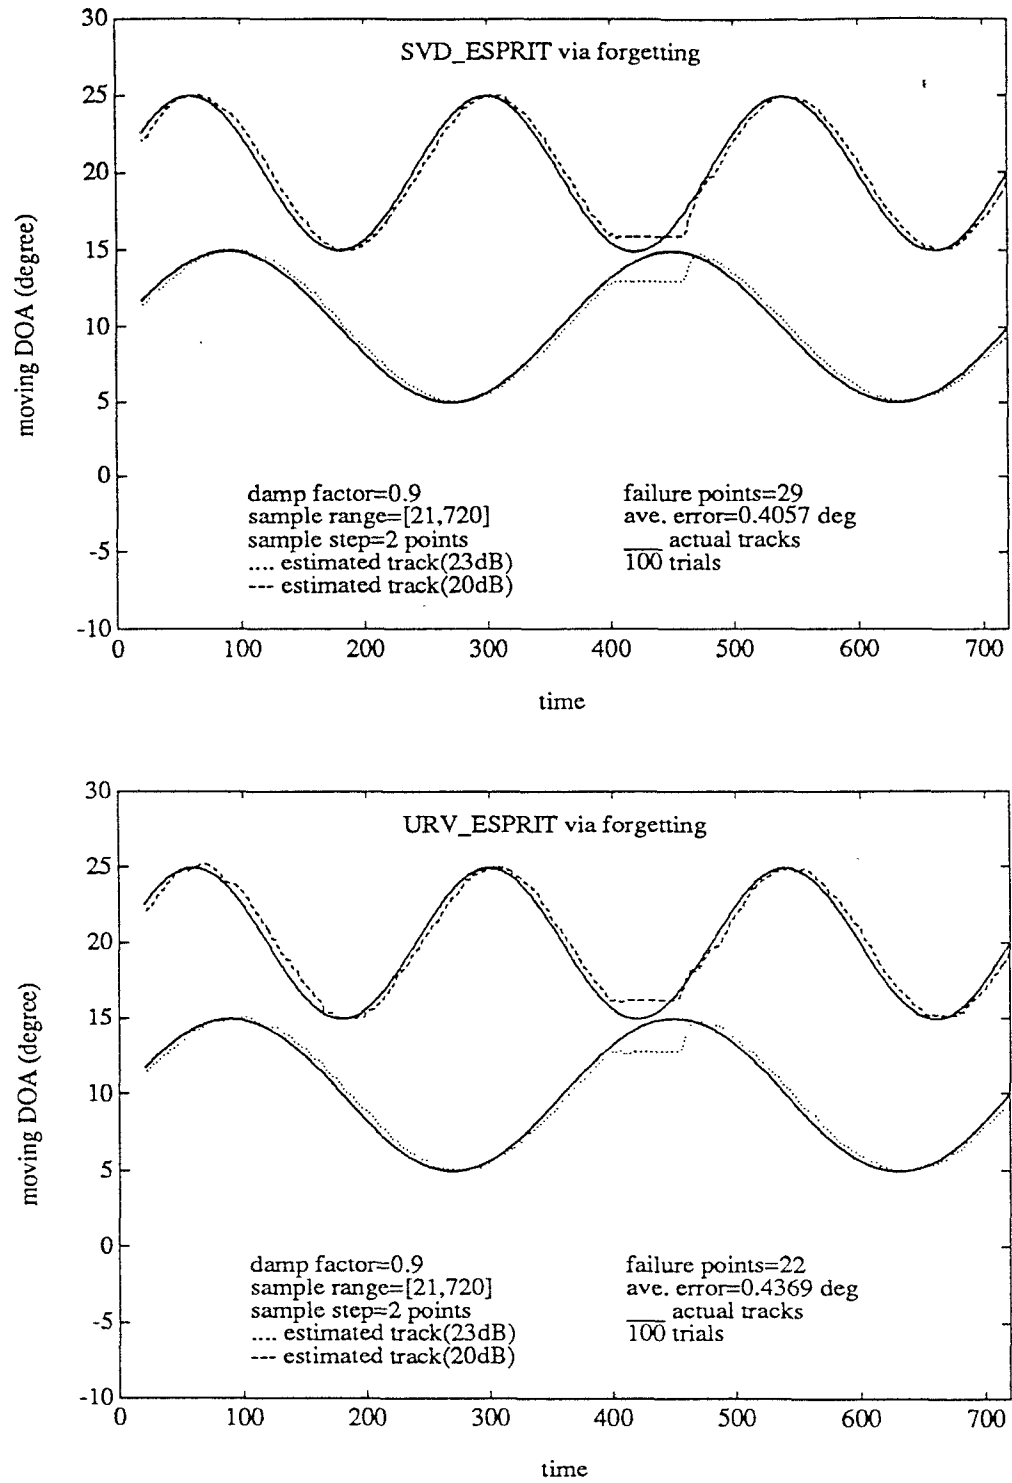 30
SVD_ESPRIT via forgetting
25
20
15
10
5
0
-5
-10
moving DOA (degree)
damp factor=0.9
sample range=[21,720]
sample step=2 points
.... estimated track(23dB)
--- estimated track(20dB)
failure points=29
ave. error=0.4057 deg
___ actual tracks
100 trials
0 100 200 300 400 500 600 700
time
30
URV_ESPRIT via forgetting
25
20
15
10
5
0
-5
-10
moving DOA (degree)
damp factor=0.9
sample range=[21,720]
sample step=2 points
.... estimated track(23dB)
--- estimated track(20dB)
failure points=22
ave. error=0.4369 deg
___ actual tracks
100 trials
0 100 200 300 400 500 600 700
time